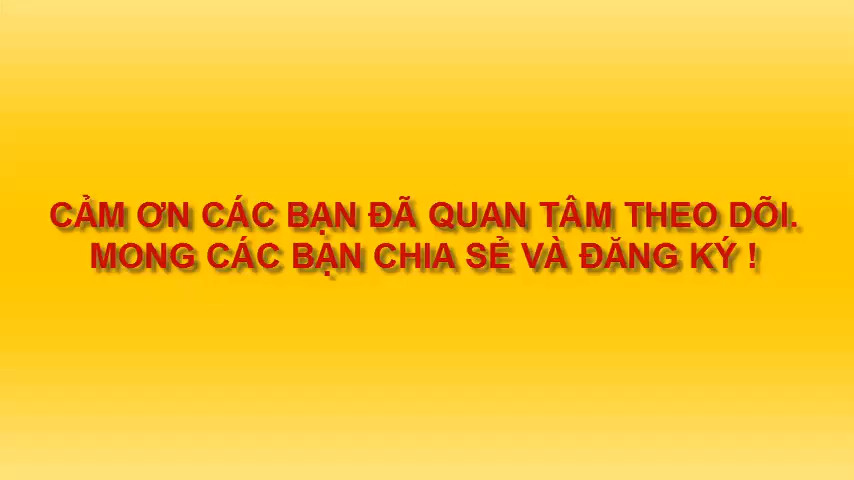 CẢM ƠN CÁC BẠN ĐÃ QUAN TÂM THEO DÕI.
MONG CÁC BẠN CHIA SẺ VÀ ĐĂNG KÝ !